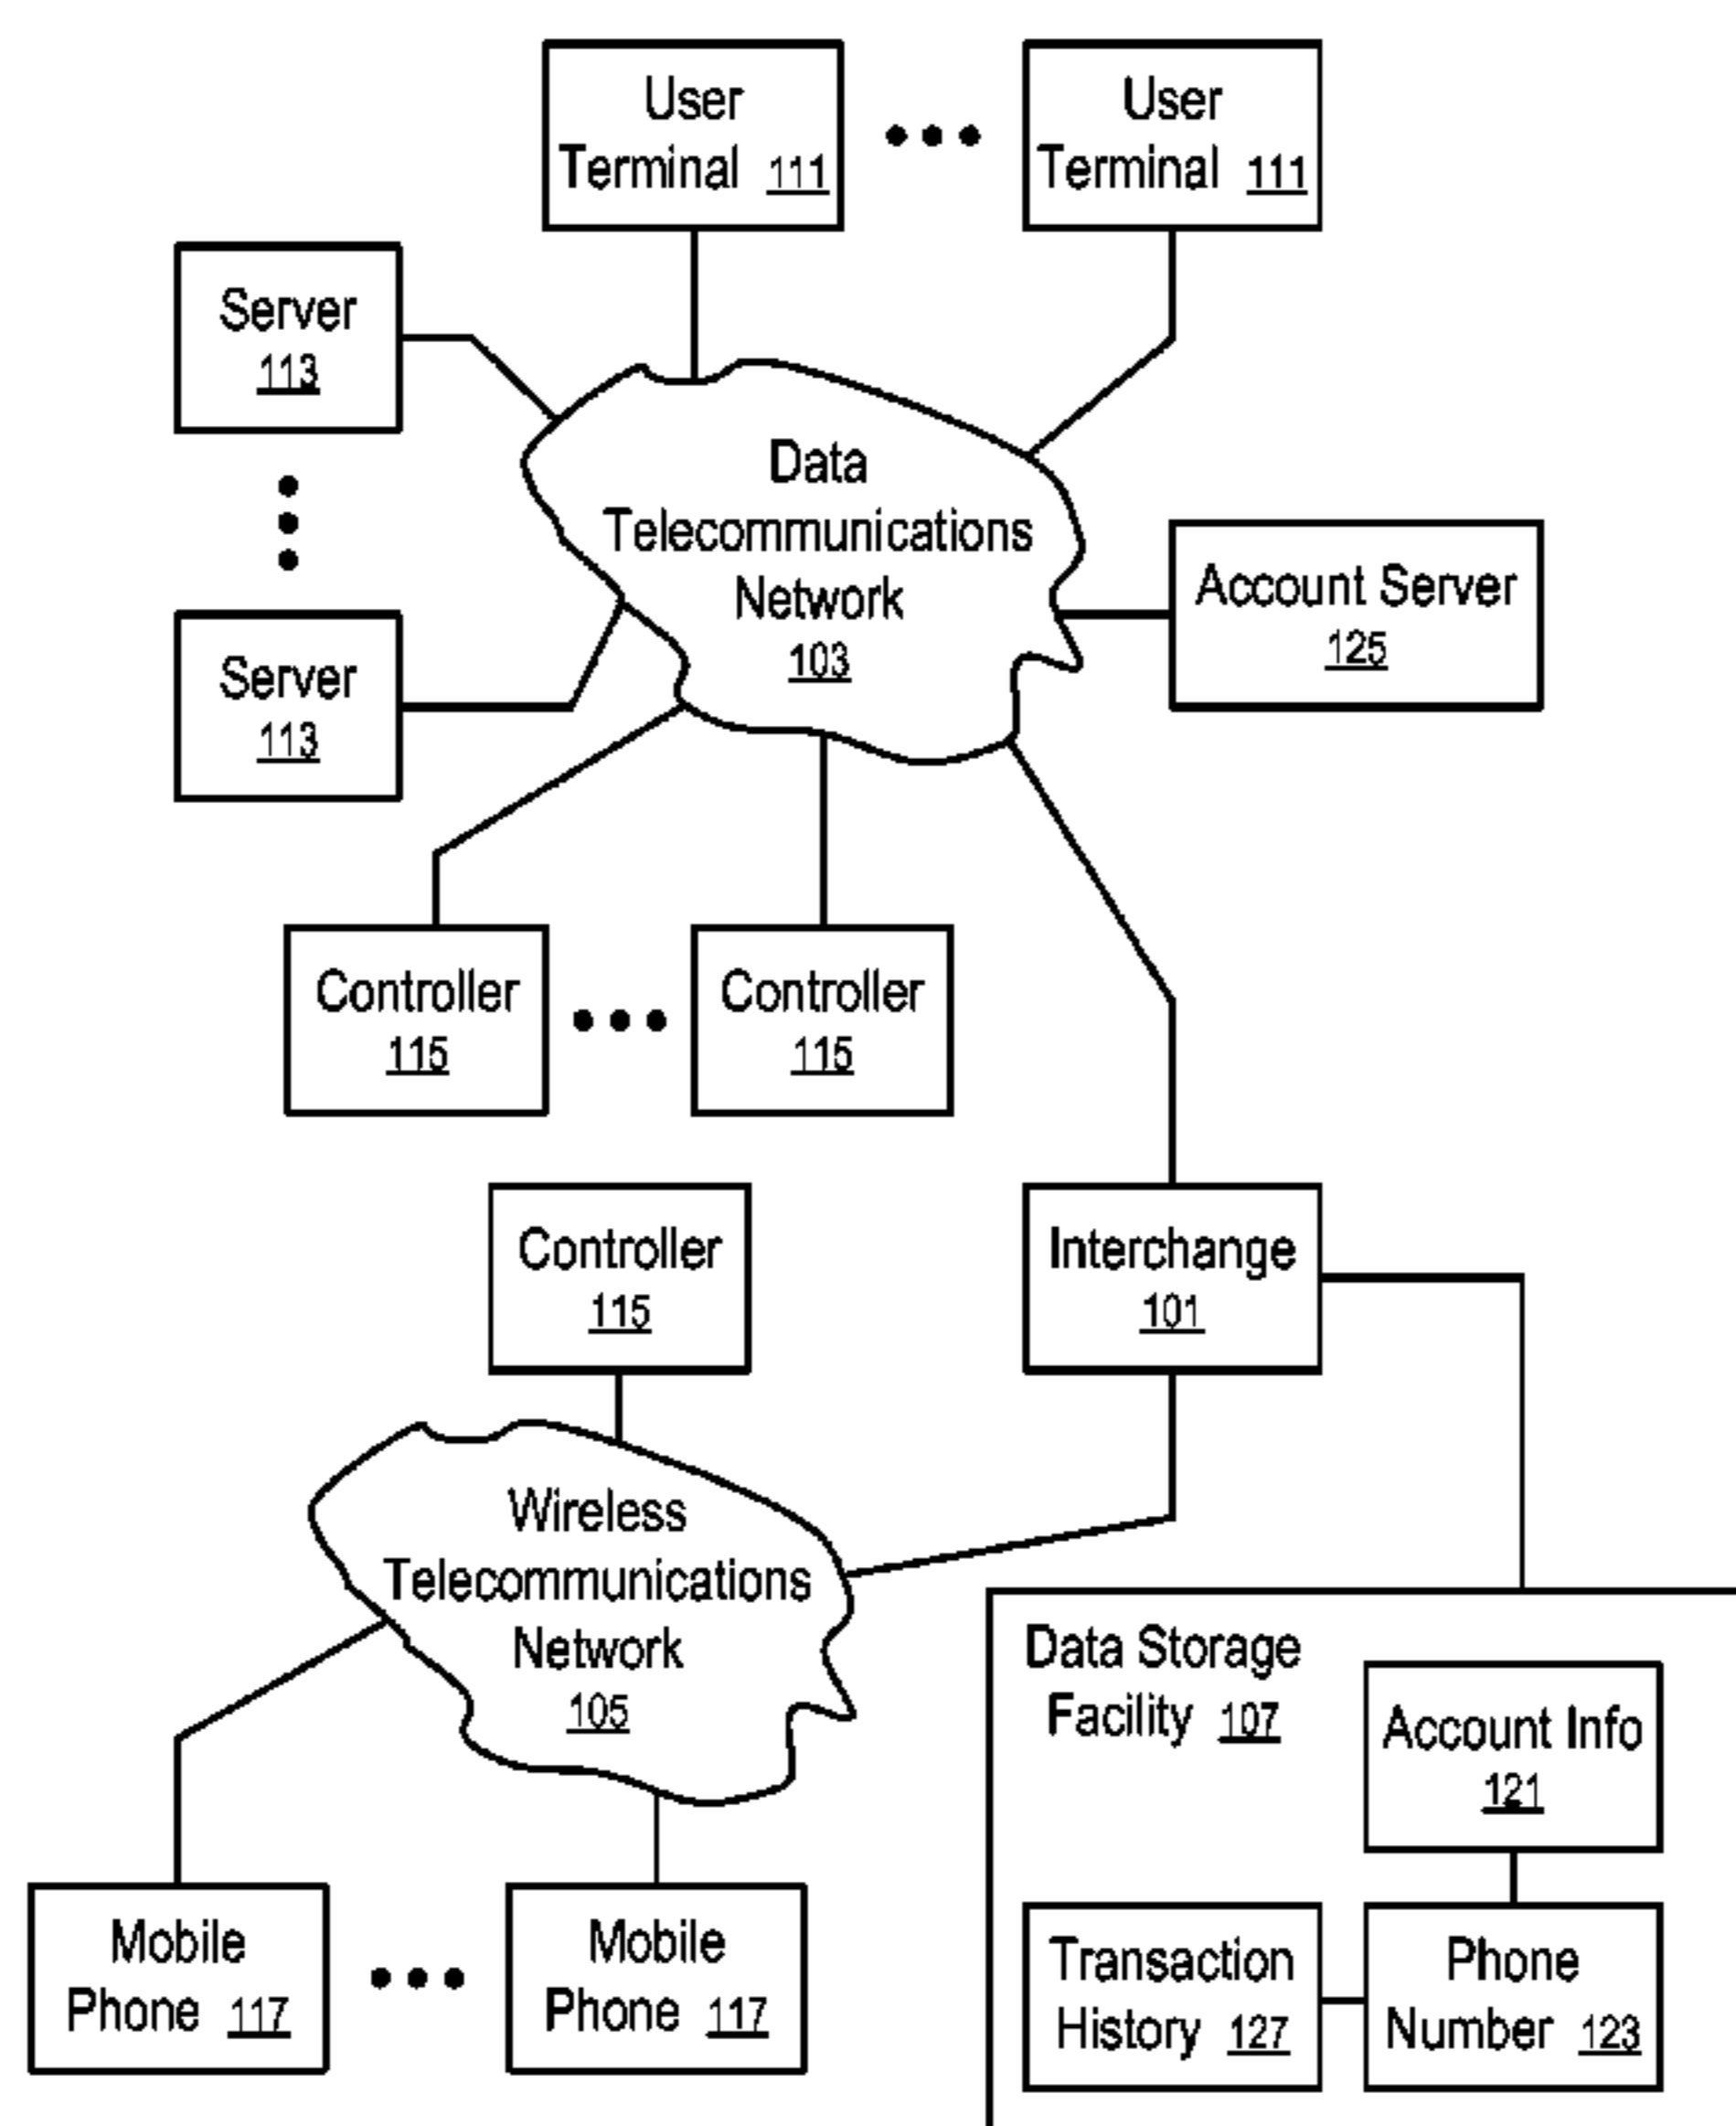 User
Terminal 111
User
Terminal 111
Server
113
Data
Telecommunications
Network
103
Account Server
125
Server
113
Controller
115
Controller
115
Controller
115
Interchange
101
Wireless
Telecommunications
Network
105
Data Storage
Facility 107
Account Info
121
Mobile
Phone 117
Mobile
Phone 117
Transaction
History 127
Phone
Number 123